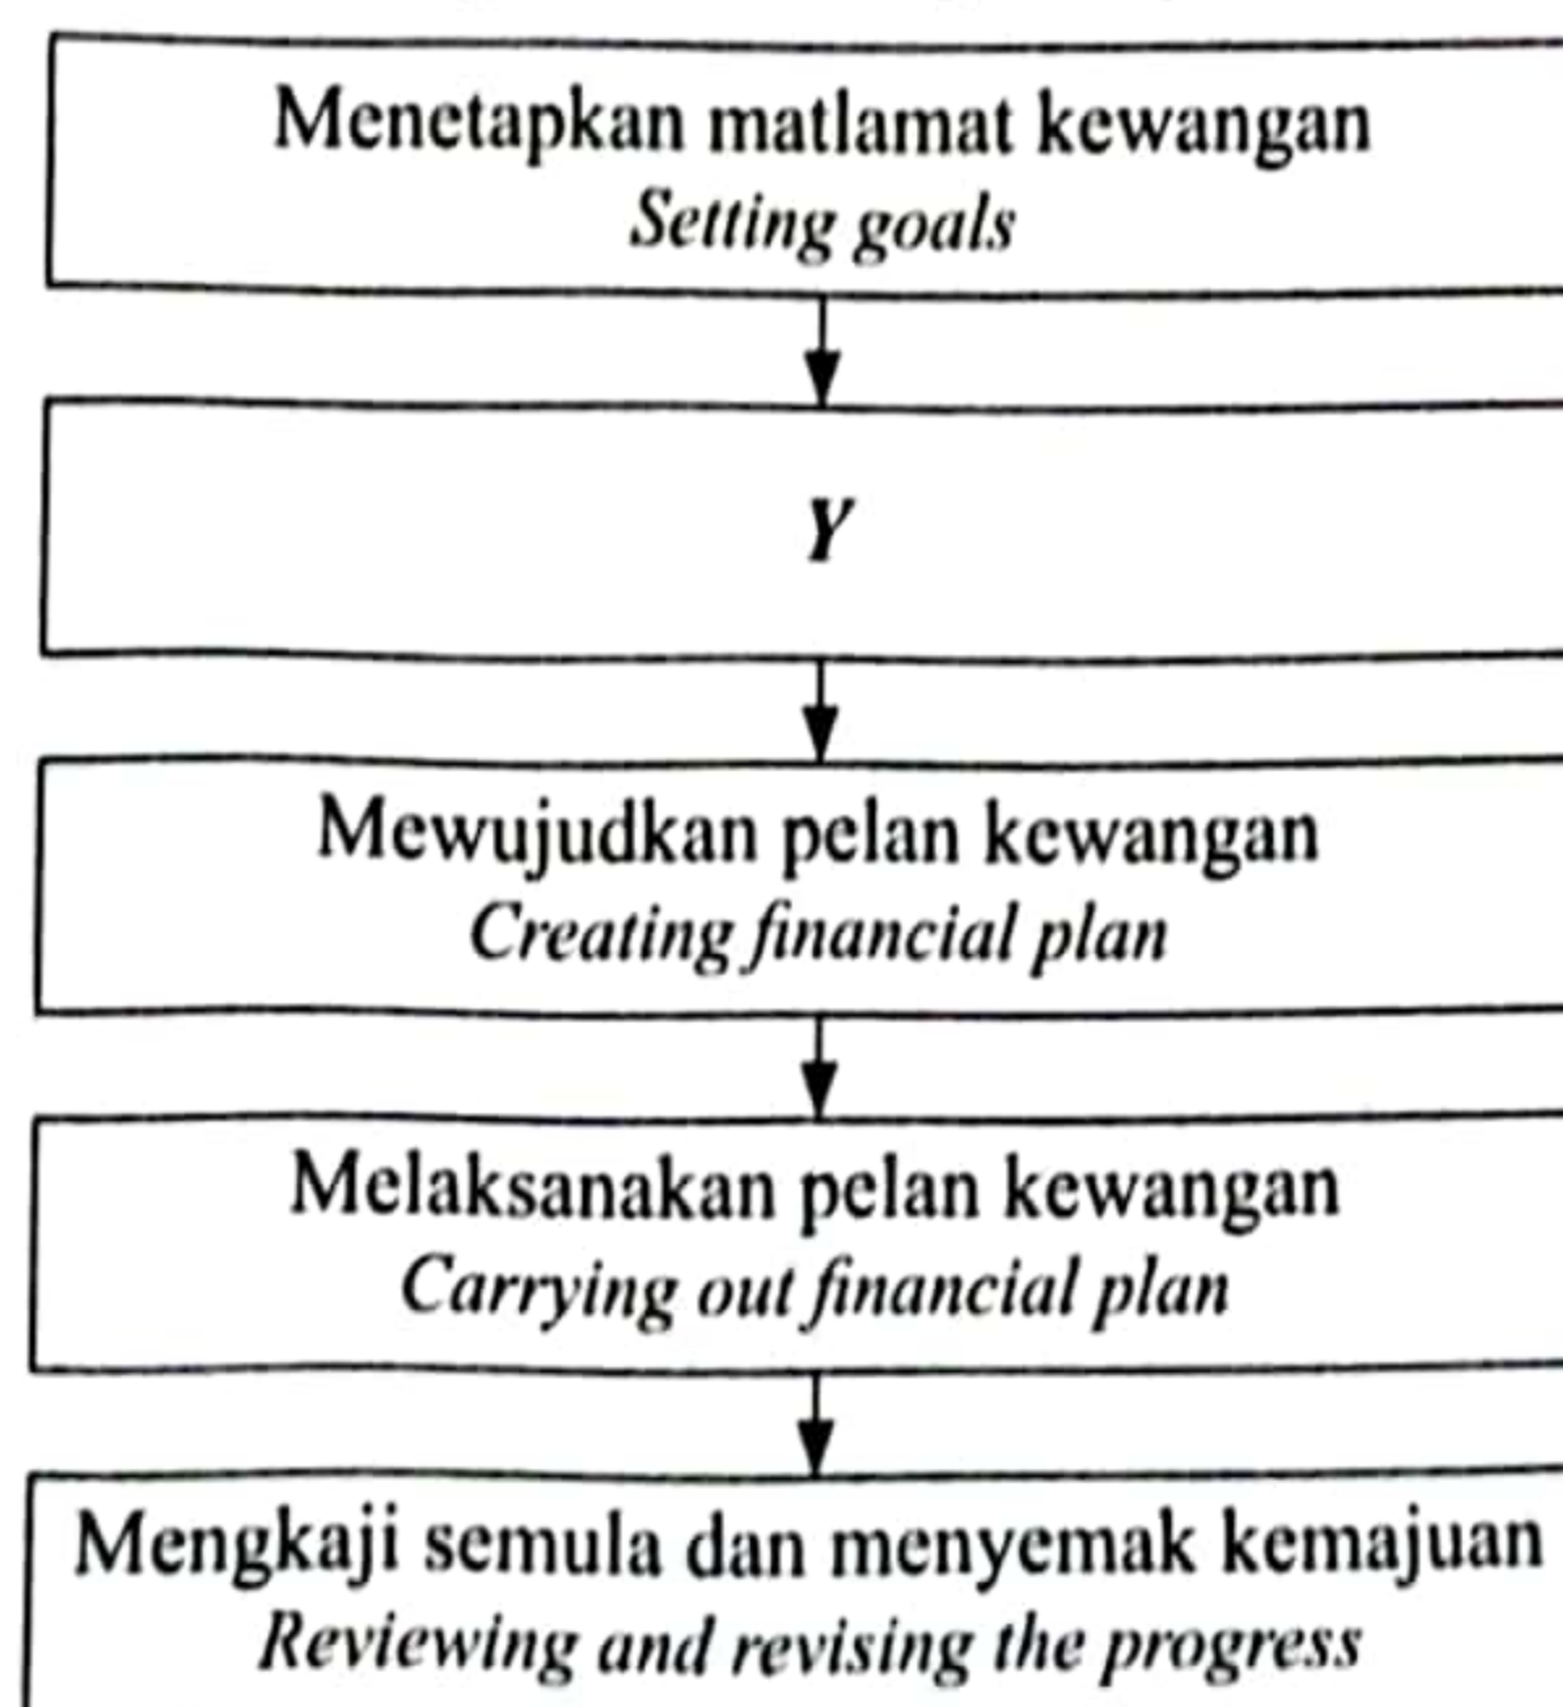 Menetapkan matlamat kewangan
Setting goals
Y
Mewujudkan pelan kewangan
Creating financial plan
Melaksanakan pelan kewangan
Carrying out financial plan
Mengkaji semula dan menyemak kemajuan
Reviewing and revising the progress